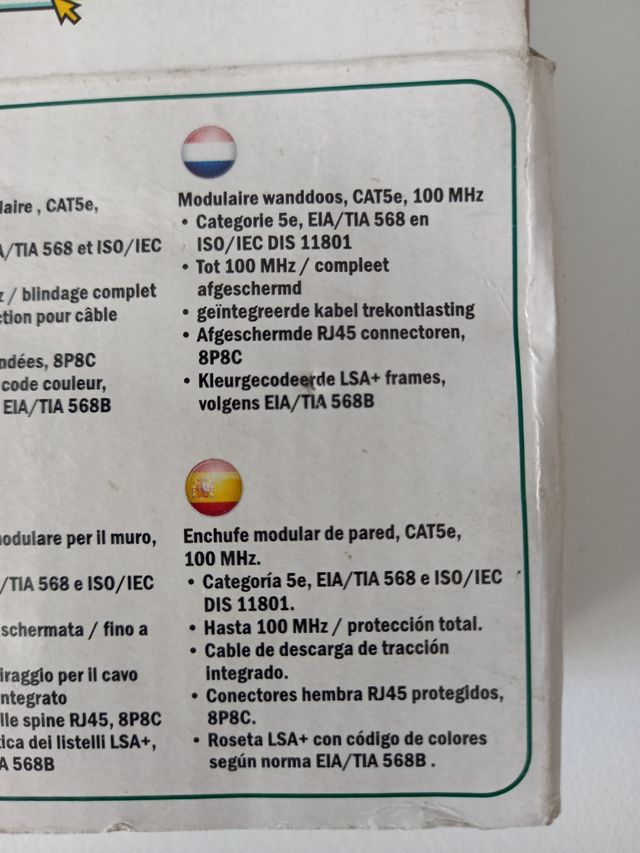 laire , CAT5e,
/TIA 568 et ISO/IEC
z / blindage complet
ction pour câble
ndées, 8P8C
code couleur,
EIA/TIA 568B
Modulaire wanddoos, CAT5e, 100 MHz
• Categorie 5e, EIA/TIA 568 en
ISO/IEC DIS 11801
• Tot 100 MHz / compleet
afgeschermd
• geïntegreerde kabel trekontlasting
• Afgeschermde RJ45 connectoren,
8P8C
• Kleurgecodeerde LSA+ frames,
volgens EIA/TIA 568B
nodulare per il muro,
/TIA 568 e ISO/IEC
schermata / fino a
iraggio per il cavo
ntegrato
lle spine RJ45, 8P8C
ica dei listelli LSA+,
A 568B
Enchufe modular de pared, CAT5e,
100 MHz.
• Categoría 5e, EIA/TIA 568 e ISO/IEC
DIS 11801.
• Hasta 100 MHz / protección total.
• Cable de descarga de tracción
integrado.
• Conectores hembra RJ45 protegidos,
8P8C.
• Roseta LSA+ con código de colores
según norma EIA/TIA 568B .